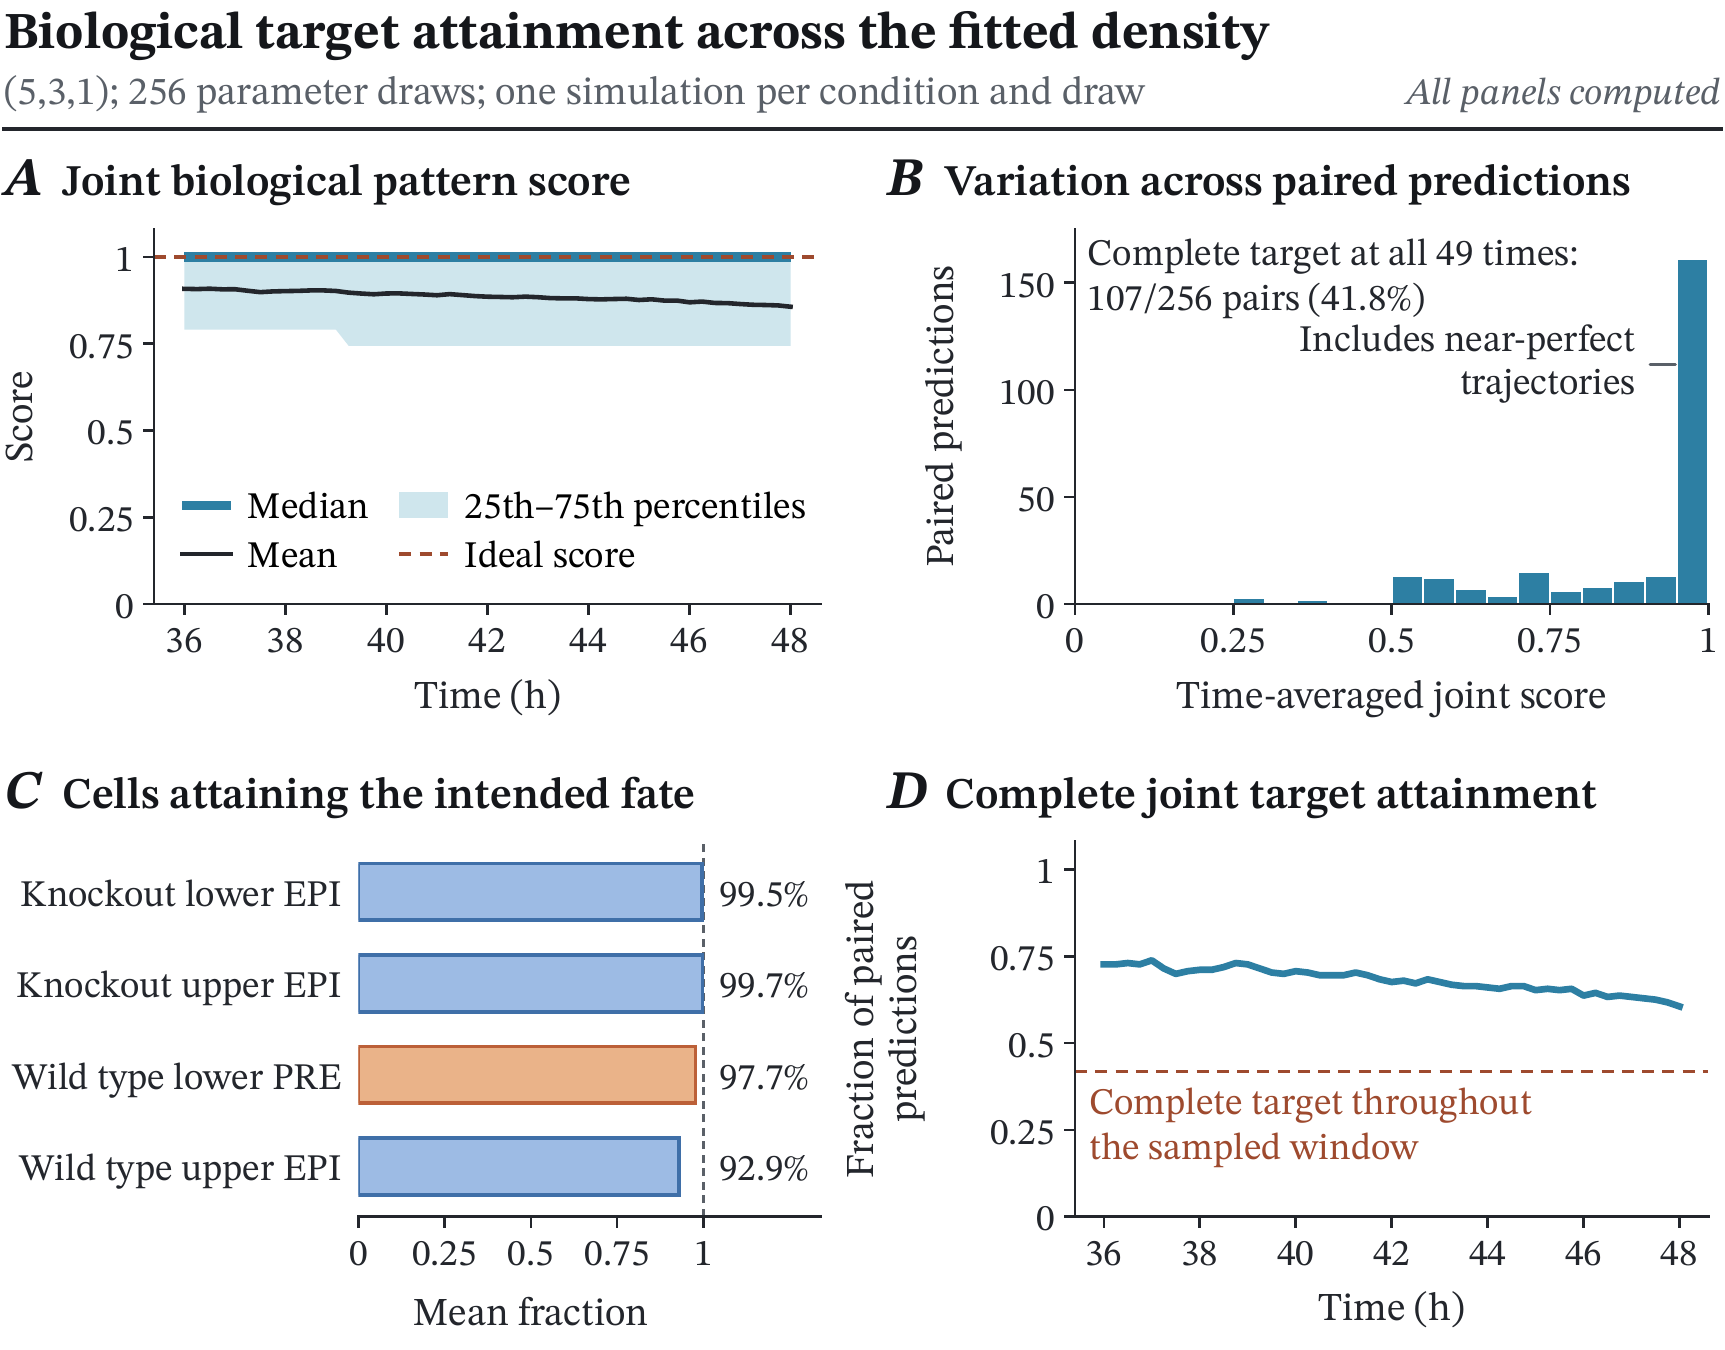 Biological target attainment across the fitted density
(5,3,1); 256 parameter draws; one simulation per condition and draw
All panels computed
A Joint biological pattern score
1
0.75
0.5
0.25
0
Score
Median
25th–75th percentiles
Mean
Ideal score
36 38 40 42 44 46 48
Time (h)
B Variation across paired predictions
Complete target at all 49 times:
107/256 pairs (41.8%)
Includes near-perfect
trajectories
150
100
50
0
Paired predictions
0 0.25 0.5 0.75 1
Time-averaged joint score
C Cells attaining the intended fate
Knockout lower EPI 99.5%
Knockout upper EPI 99.7%
Wild type lower PRE 97.7%
Wild type upper EPI 92.9%
0 0.25 0.5 0.75 1
Mean fraction
D Complete joint target attainment
1
0.75
0.5
0.25
0
Fraction of paired
predictions
Complete target throughout
the sampled window
36 38 40 42 44 46 48
Time (h)